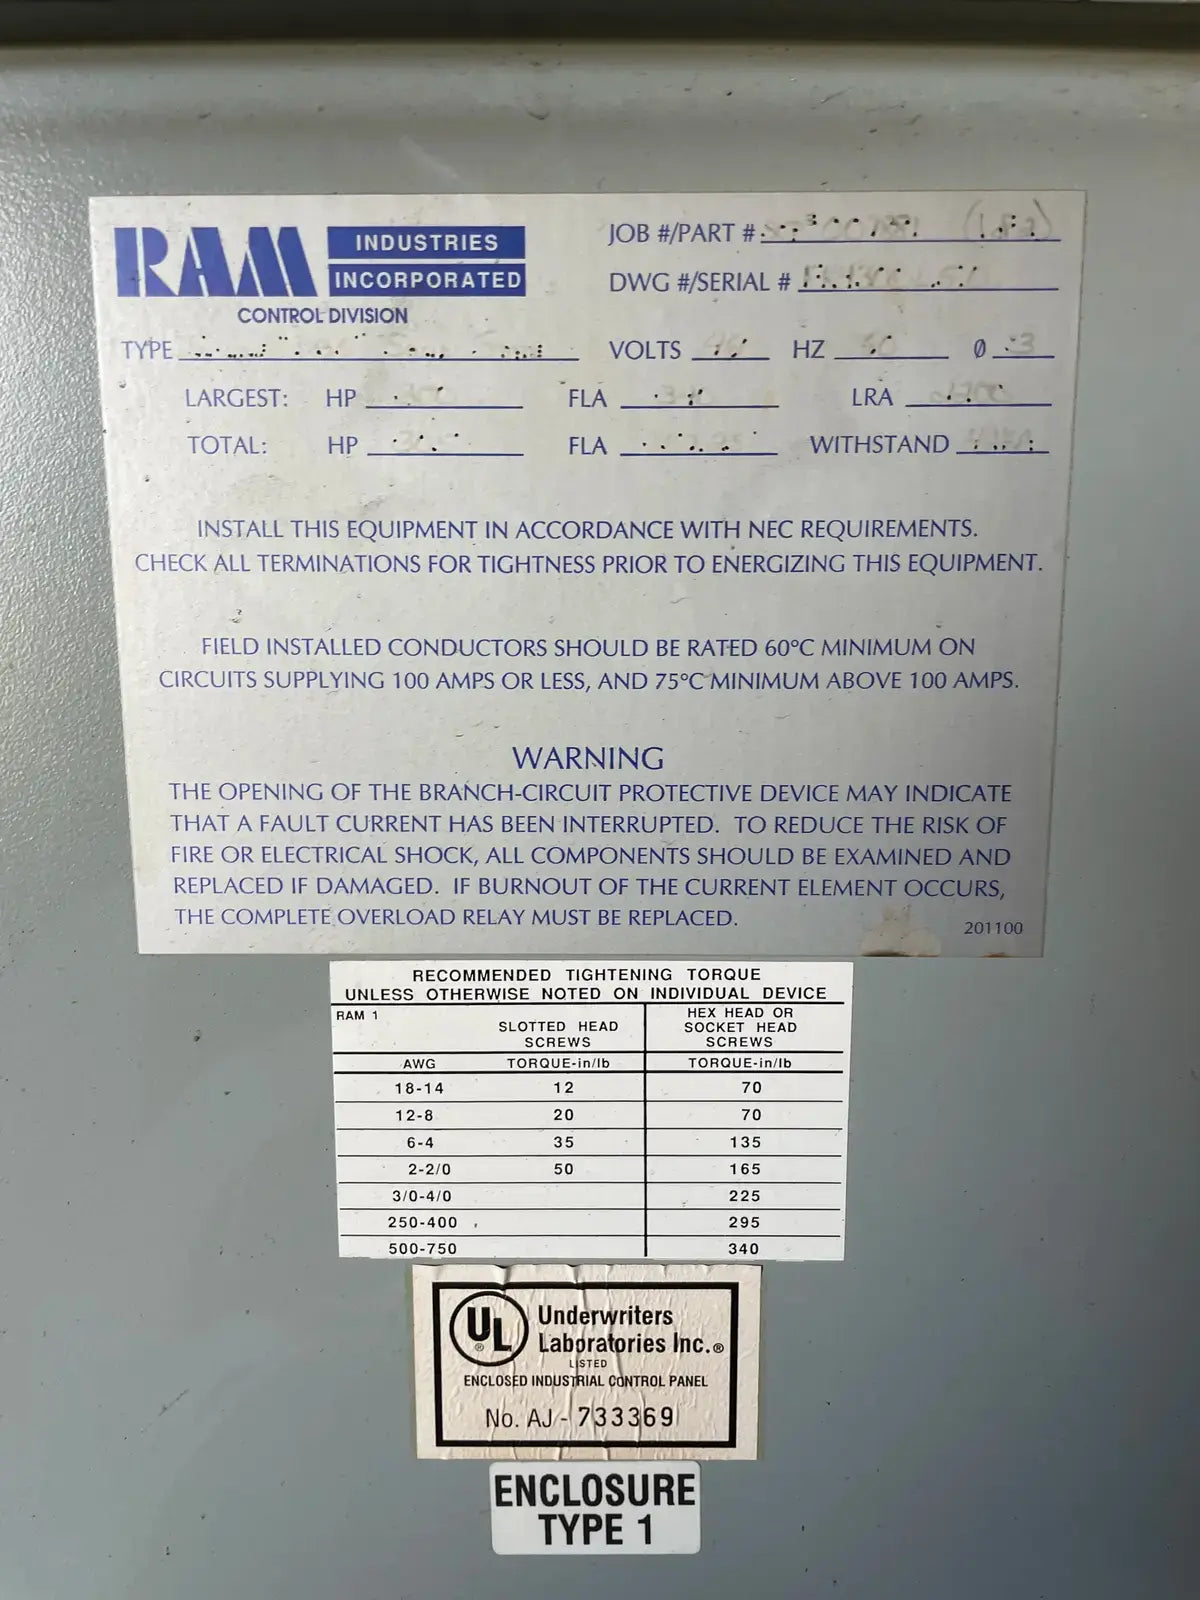 RAM INDUSTRIES
INCORPORATED
CONTROL DIVISION
JOB #/PART #
DWG #/SERIAL #
TYPE VOLTS HZ Ø 3
LARGEST: HP FLA LRA
TOTAL: HP FLA WITHSTAND
INSTALL THIS EQUIPMENT IN ACCORDANCE WITH NEC REQUIREMENTS.
CHECK ALL TERMINATIONS FOR TIGHTNESS PRIOR TO ENERGIZING THIS EQUIPMENT.
FIELD INSTALLED CONDUCTORS SHOULD BE RATED 60°C MINIMUM ON
CIRCUITS SUPPLYING 100 AMPS OR LESS, AND 75°C MINIMUM ABOVE 100 AMPS.
WARNING
THE OPENING OF THE BRANCH-CIRCUIT PROTECTIVE DEVICE MAY INDICATE
THAT A FAULT CURRENT HAS BEEN INTERRUPTED. TO REDUCE THE RISK OF
FIRE OR ELECTRICAL SHOCK, ALL COMPONENTS SHOULD BE EXAMINED AND
REPLACED IF DAMAGED. IF BURNOUT OF THE CURRENT ELEMENT OCCURS,
THE COMPLETE OVERLOAD RELAY MUST BE REPLACED.
201100
RECOMMENDED TIGHTENING TORQUE
UNLESS OTHERWISE NOTED ON INDIVIDUAL DEVICE
RAM 1
SLOTTED HEAD
SCREWS
HEX HEAD OR
SOCKET HEAD
SCREWS
AWG TORQUE-in/lb TORQUE-in/lb
18-14 12 70
12-8 20 70
6-4 35 135
2-2/0 50 165
3/0-4/0 225
250-400 295
500-750 340
UL
Underwriters
Laboratories Inc.®
LISTED
ENCLOSED INDUSTRIAL CONTROL PANEL
No. AJ- 733369
ENCLOSURE
TYPE 1